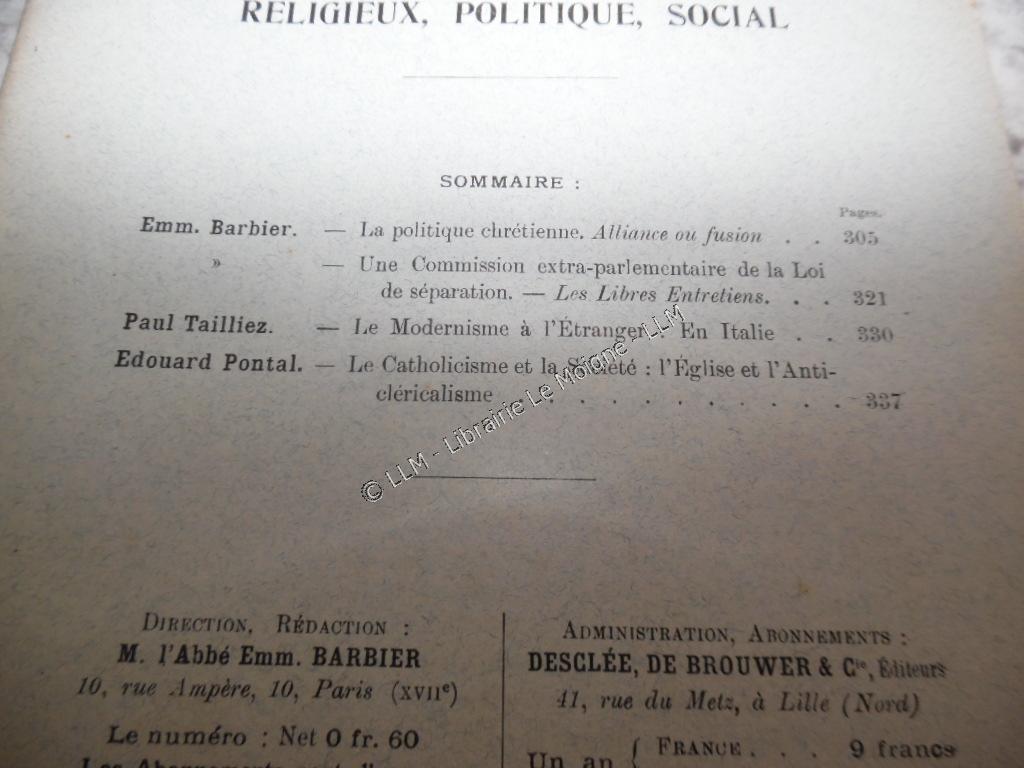 RELIGIEUX, POLITIQUE, SOCIAL
SOMMAIRE :
Pages.
Emm. Barbier. — La politique chrétienne. Alliance ou fusion . . 305
» — Une Commission extra-parlementaire de la Loi
de séparation. — Les Libres Entretiens. . . 321
Paul Tailliez. — Le Modernisme à l'Étranger : En Italie . . 330
Edouard Pontal. — Le Catholicisme et la Société : l'Église et l'Anti-
cléricalisme . . . . . . . . . . . 337
© LLM - Librairie Le Moigne - LLM
DIRECTION, RÉDACTION :
M. l'Abbé Emm. BARBIER
10, rue Ampère, 10, Paris (XVIIe)
Le numéro : Net 0 fr. 60
ADMINISTRATION, ABONNEMENTS :
DESCLÉE, DE BROUWER & Cie, Éditeurs
41, rue du Metz, à Lille (Nord)
Un an { FRANCE . . . 9 francs